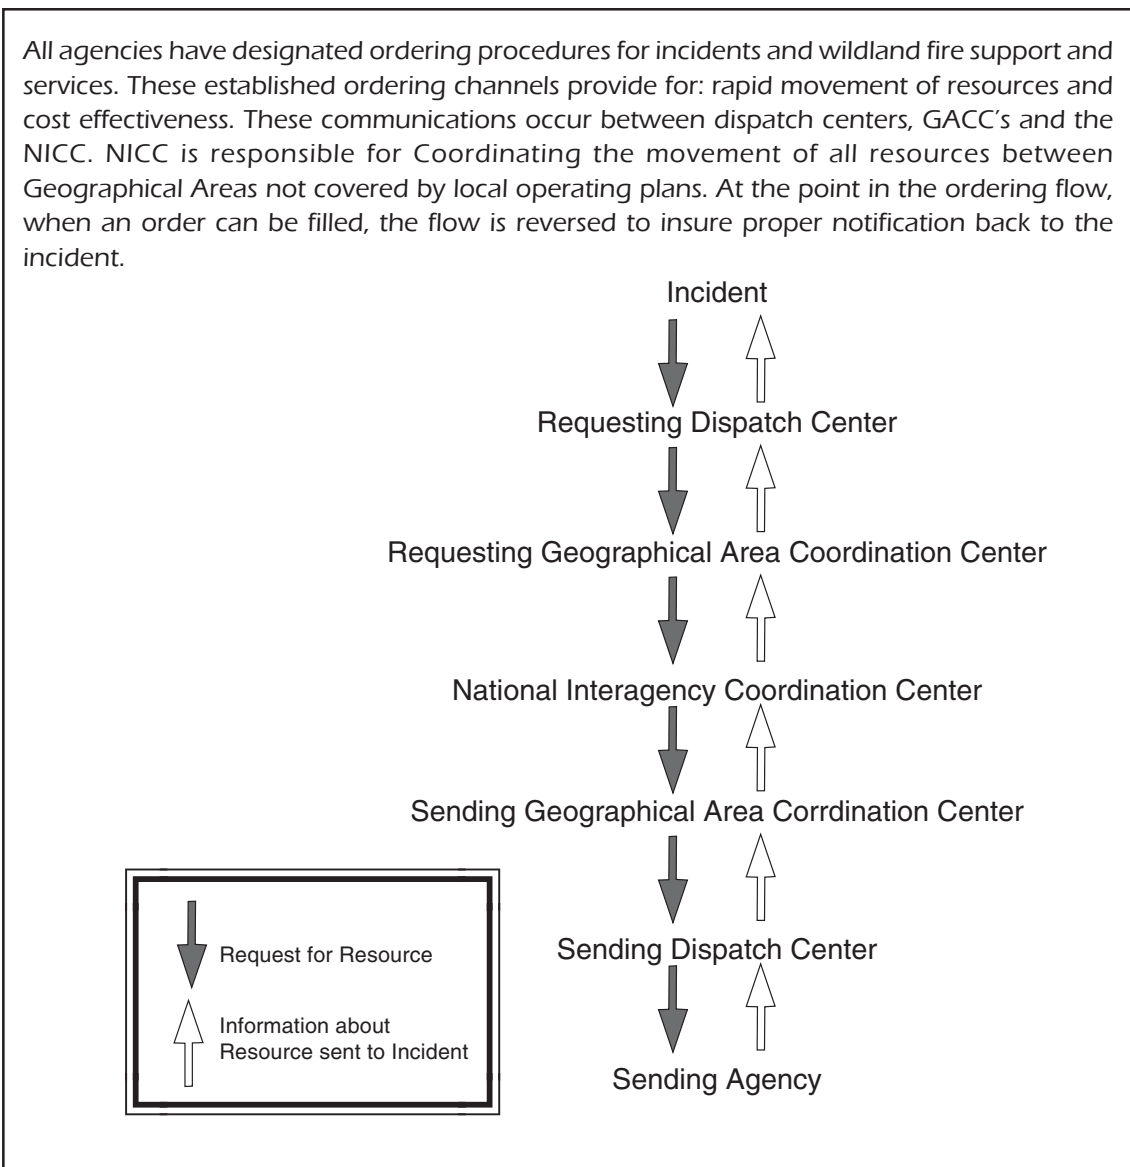 All agencies have designated ordering procedures for incidents and wildland fire support and
services. These established ordering channels provide for: rapid movement of resources and
cost effectiveness. These communications occur between dispatch centers, GACC's and the
NICC. NICC is responsible for Coordinating the movement of all resources between
Geographical Areas not covered by local operating plans. At the point in the ordering flow,
when an order can be filled, the flow is reversed to insure proper notification back to the
incident.
Incident
Requesting Dispatch Center
Requesting Geographical Area Coordination Center
National Interagency Coordination Center
Sending Geographical Area Corrdination Center
Sending Dispatch Center
Sending Agency
Request for Resource
Information about
Resource sent to Incident